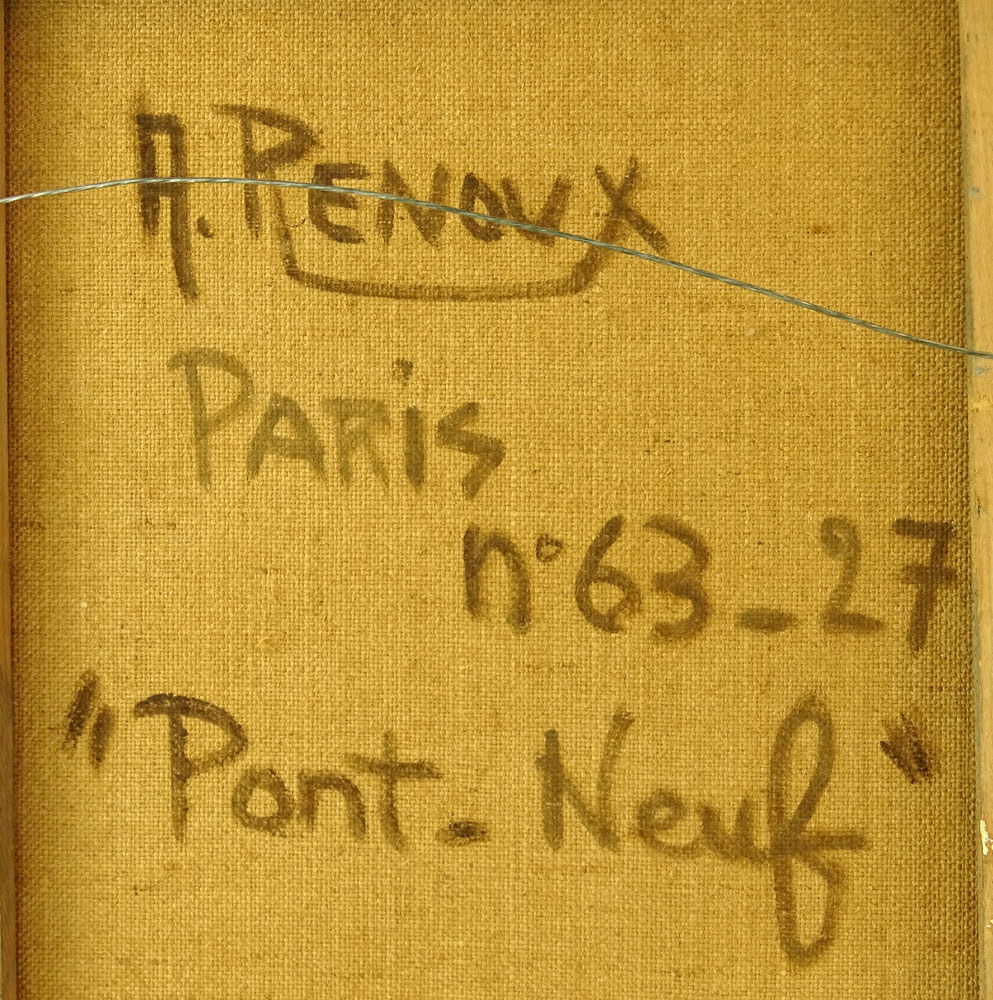 A. RENOUX
PARiS
n° 63_27
"Pont-Neuf"